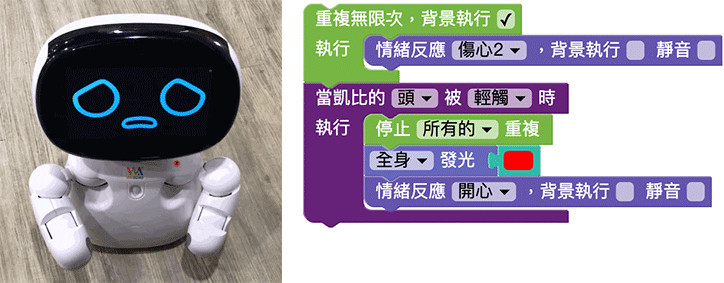 重複無限次，背景執行 ✓
執行 情緒反應 傷心2 ▾ ，背景執行 靜音
當凱比的 頭 ▾ 被 輕觸 ▾ 時
執行 停止 所有的 ▾ 重複
全身 ▾ 發光
情緒反應 開心 ▾ ，背景執行 靜音